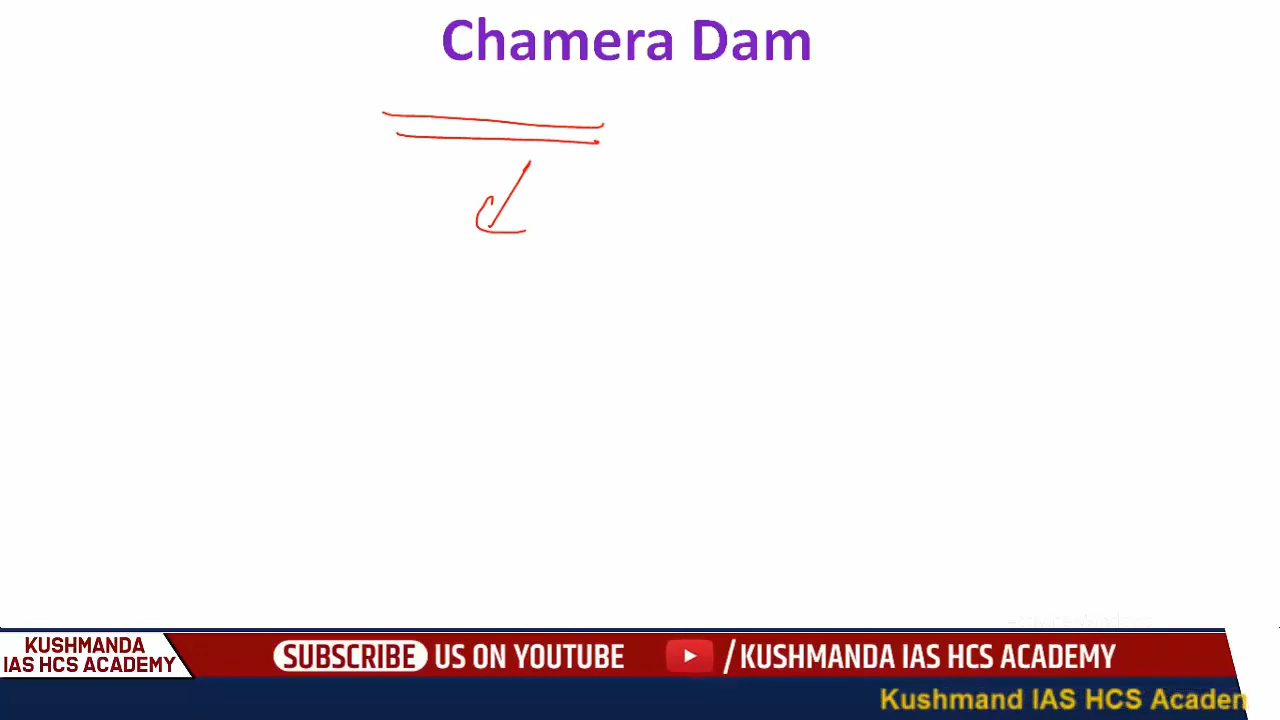 Chamera Dam
KUSHMANDA
IAS HCS ACADEMY
SUBSCRIBE US ON YOUTUBE
/KUSHMANDA IAS HCS ACADEMY
Kushmand IAS HCS Acaden